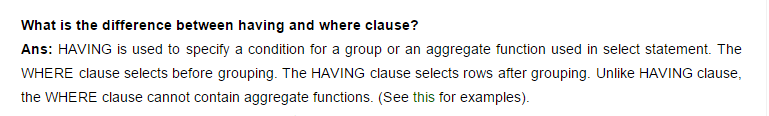 What is the difference between having and where clause?
Ans: HAVING is used to specify a condition for a group or an aggregate function used in select statement. The
WHERE clause selects before grouping. The HAVING clause selects rows after grouping. Unlike HAVING clause,
the WHERE clause cannot contain aggregate functions. (See this for examples).